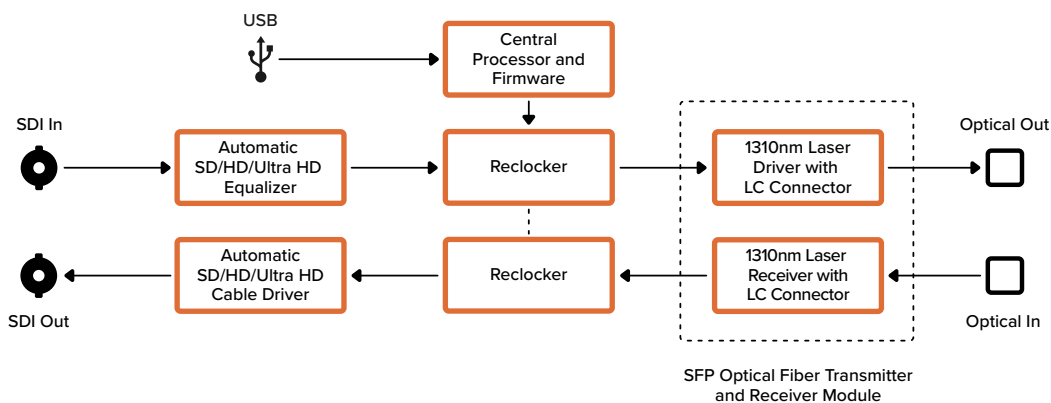 USB
Central
Processor and
Firmware
SDI In
Automatic
SD/HD/Ultra HD
Equalizer
Reclocker
1310nm Laser
Driver with
LC Connector
Optical Out
SDI Out
Automatic
SD/HD/Ultra HD
Cable Driver
Reclocker
1310nm Laser
Receiver with
LC Connector
Optical In
SFP Optical Fiber Transmitter
and Receiver Module